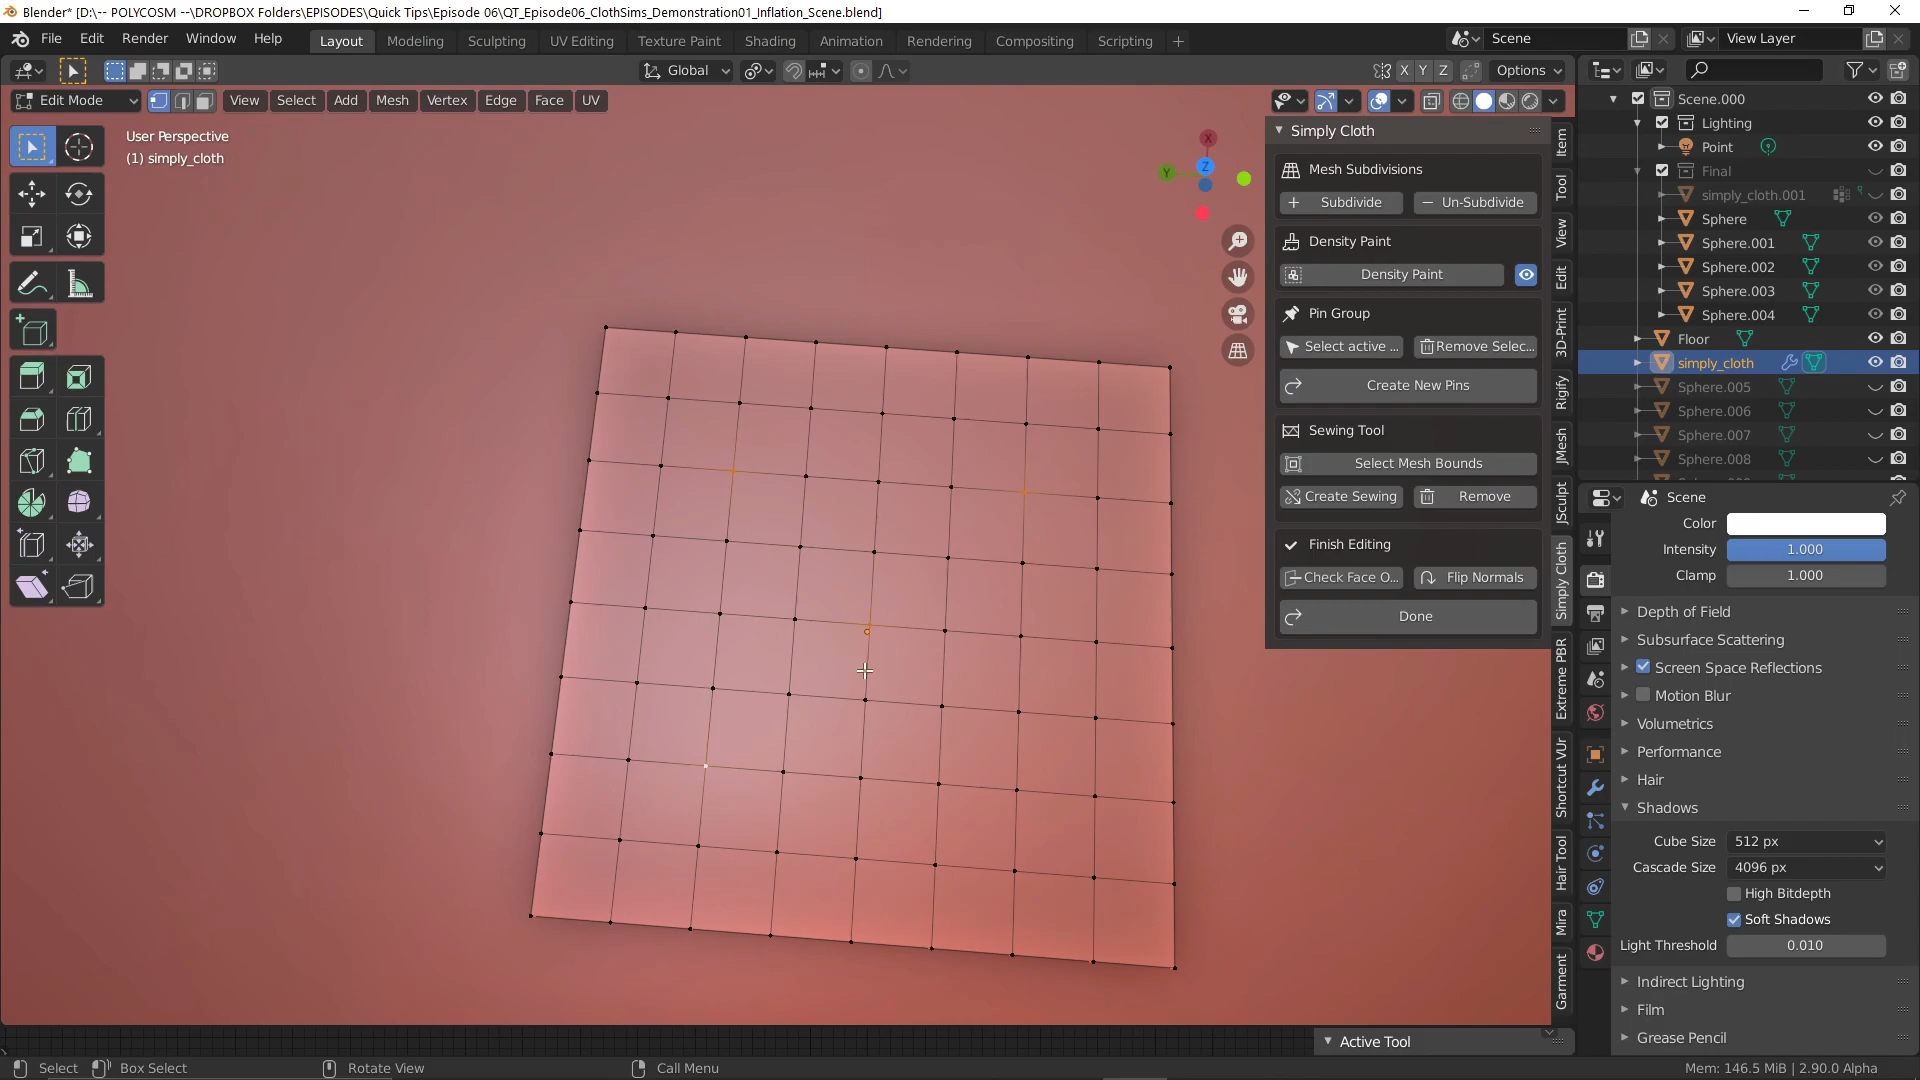 Blender* [D:\-- POLYCOSM --\DROPBOX Folders\EPISODES\Quick Tips\Episode 06\QT_Episode06_ClothSims_Demonstration01_Inflation_Scene.blend]
File Edit Render Window Help Layout Modeling Sculpting UV Editing Texture Paint Shading Animation Rendering Compositing Scripting + Scene View Layer
Global X Y Z Options
Edit Mode View Select Add Mesh Vertex Edge Face UV
User Perspective
(1) simply_cloth
X
Y
Z
Simply Cloth
Mesh Subdivisions
+ Subdivide − Un-Subdivide
Density Paint
Density Paint
Pin Group
Select active ... Remove Selec...
Create New Pins
Sewing Tool
Select Mesh Bounds
Create Sewing Remove
Finish Editing
Check Face O... Flip Normals
Done
Item
Tool
View
Edit
3D-Print
Rigify
JMesh
JSculpt
Simply Cloth
Extreme PBR
Shortcut VUr
Hair Tool
Mira
Garment
Active Tool
Scene.000
Lighting
Point
Final
simply_cloth.001
Sphere
Sphere.001
Sphere.002
Sphere.003
Sphere.004
Floor
simply_cloth
Sphere.005
Sphere.006
Sphere.007
Sphere.008
Scene
Color
Intensity 1.000
Clamp 1.000
Depth of Field
Subsurface Scattering
Screen Space Reflections
Motion Blur
Volumetrics
Performance
Hair
Shadows
Cube Size 512 px
Cascade Size 4096 px
High Bitdepth
Soft Shadows
Light Threshold 0.010
Indirect Lighting
Film
Grease Pencil
Select Box Select Rotate View Call Menu Mem: 146.5 MiB | 2.90.0 Alpha